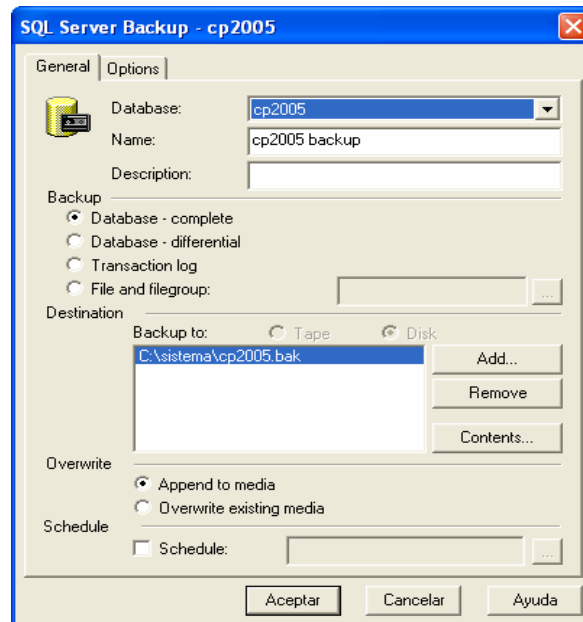 SQL Server Backup - cp2005
General Options
Database: cp2005
Name: cp2005 backup
Description:
Backup
Database - complete
Database - differential
Transaction log
File and filegroup: ...
Destination
Backup to: Tape Disk
C:\sistema\cp2005.bak
Add...
Remove
Contents...
Overwrite
Append to media
Overwrite existing media
Schedule
Schedule: ...
Aceptar Cancelar Ayuda